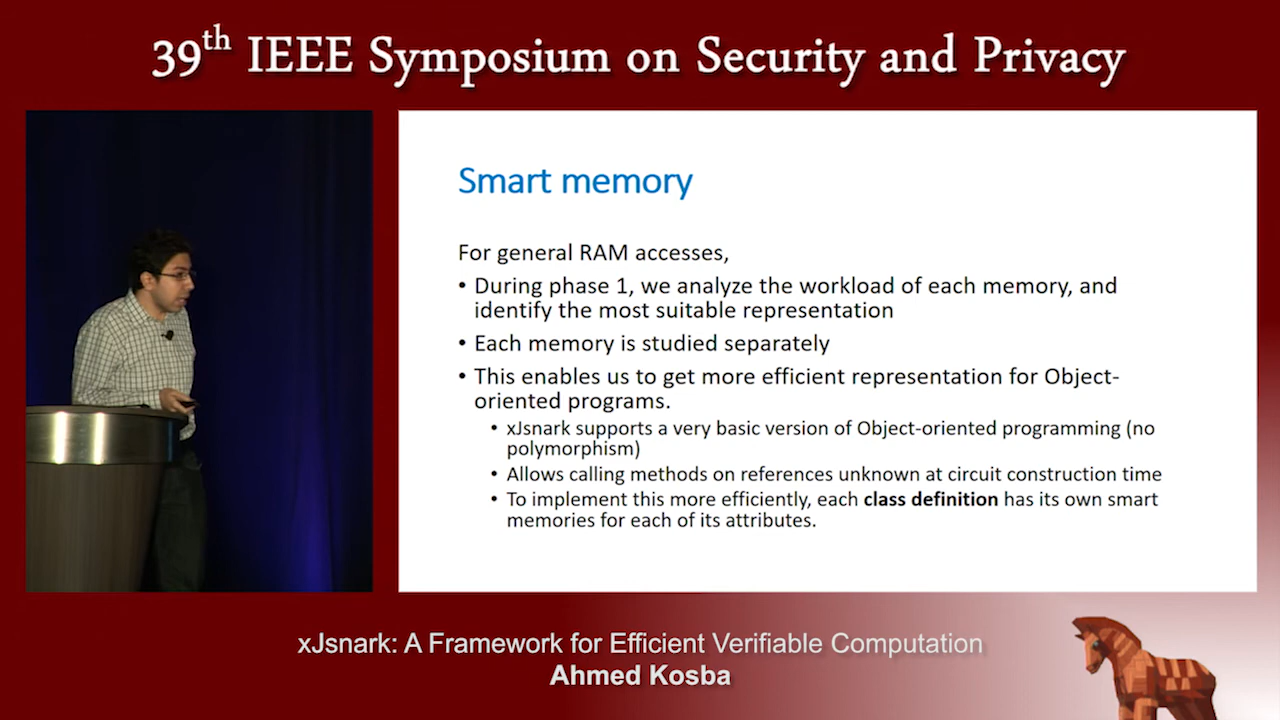 39th IEEE Symposium on Security and Privacy
Smart memory
For general RAM accesses,
• During phase 1, we analyze the workload of each memory, and
identify the most suitable representation
• Each memory is studied separately
• This enables us to get more efficient representation for Object-
oriented programs.
• xJsnark supports a very basic version of Object-oriented programming (no
polymorphism)
• Allows calling methods on references unknown at circuit construction time
• To implement this more efficiently, each class definition has its own smart
memories for each of its attributes.
xJsnark: A Framework for Efficient Verifiable Computation
Ahmed Kosba